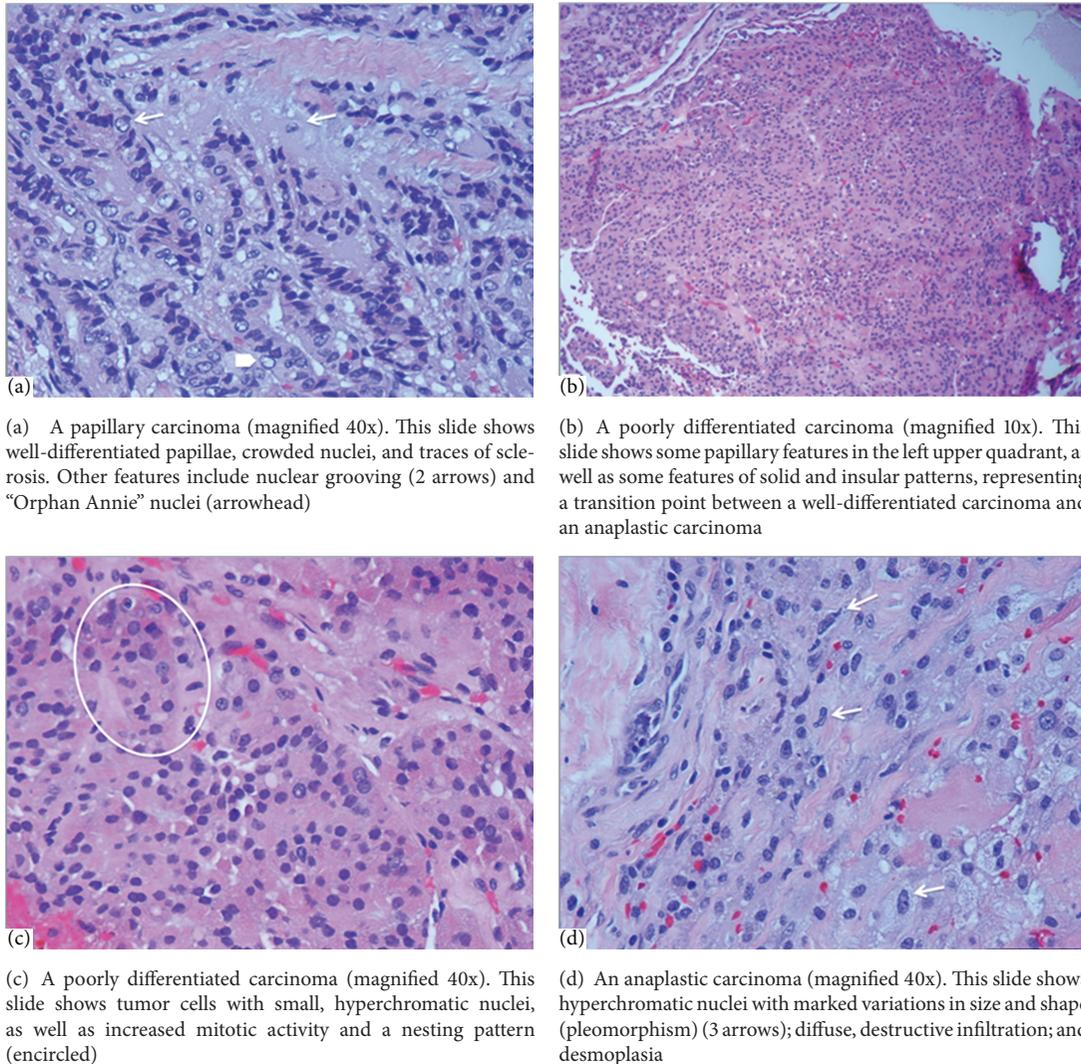 (a)
(b)
(a) A papillary carcinoma (magnified 40x). This slide shows
well-differentiated papillae, crowded nuclei, and traces of scle-
rosis. Other features include nuclear grooving (2 arrows) and
“Orphan Annie” nuclei (arrowhead)
(b) A poorly differentiated carcinoma (magnified 10x). This
slide shows some papillary features in the left upper quadrant, as
well as some features of solid and insular patterns, representing
a transition point between a well-differentiated carcinoma and
an anaplastic carcinoma
(c)
(d)
(c) A poorly differentiated carcinoma (magnified 40x). This
slide shows tumor cells with small, hyperchromatic nuclei,
as well as increased mitotic activity and a nesting pattern
(encircled)
(d) An anaplastic carcinoma (magnified 40x). This slide shows
hyperchromatic nuclei with marked variations in size and shape
(pleomorphism) (3 arrows); diffuse, destructive infiltration; and
desmoplasia